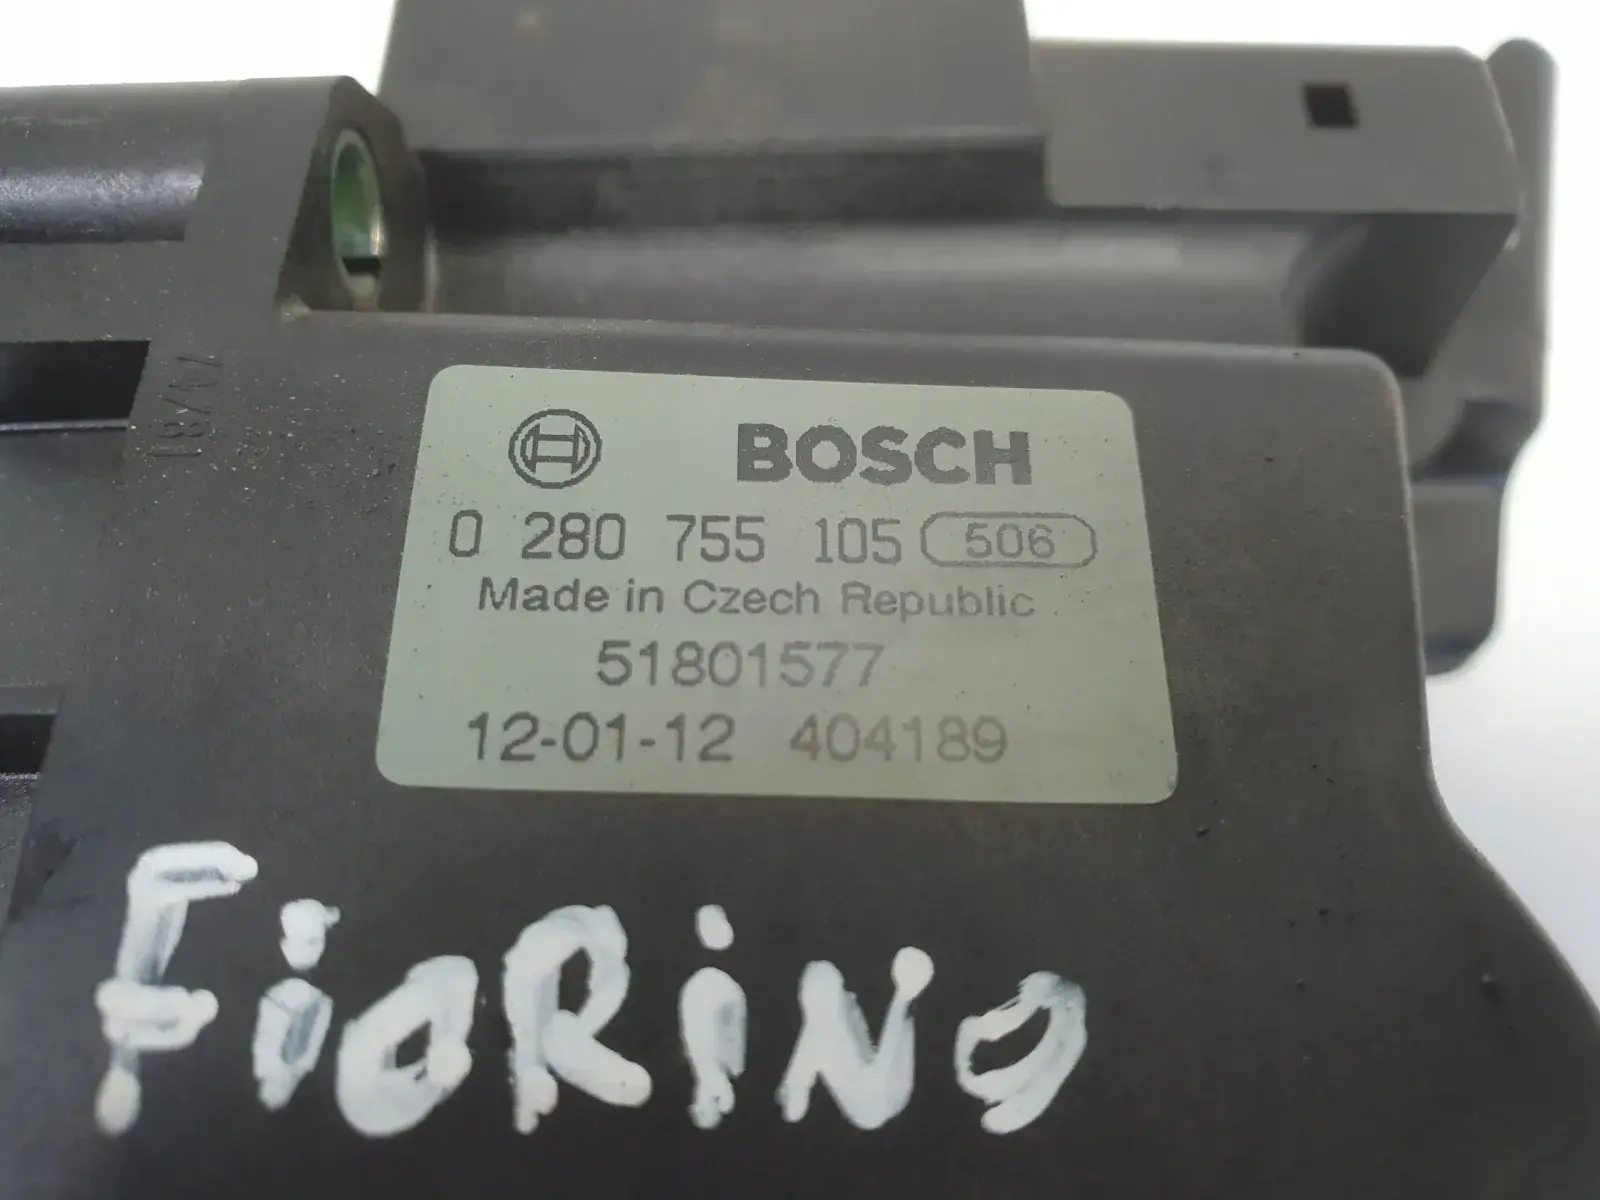 BOSCH
0 280 755 105 506
Made in Czech Republic
51801577
12-01-12 404189
FiORiNO